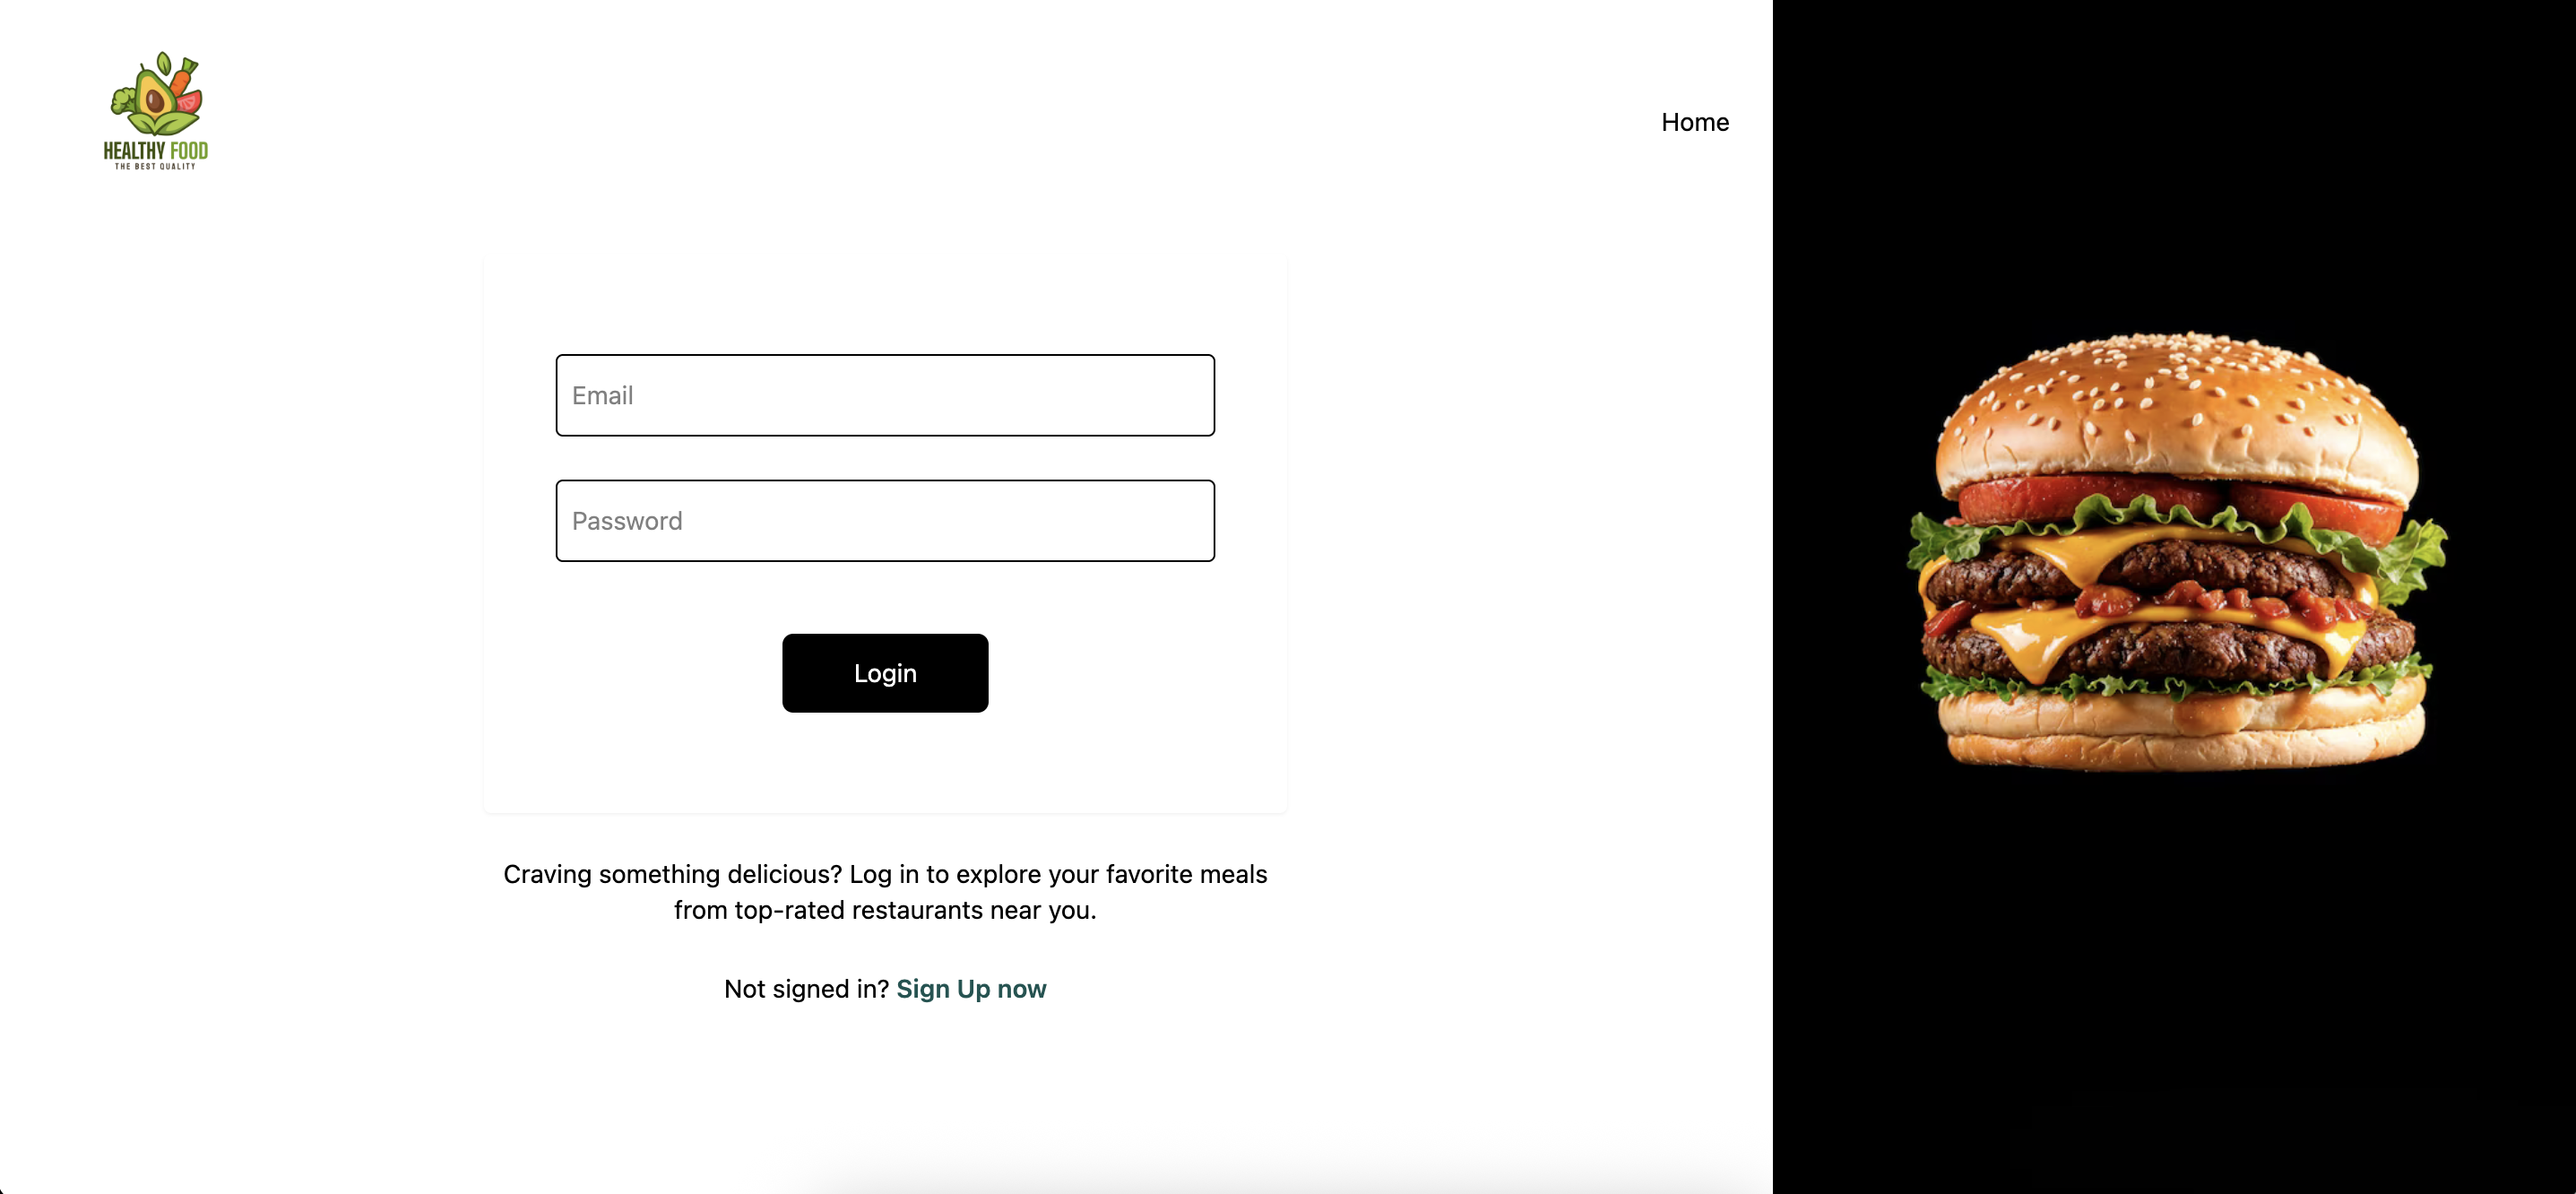 HEALTHY FOOD
THE BEST QUALITY
Home
Email
Password
Login
Craving something delicious? Log in to explore your favorite meals
from top-rated restaurants near you.
Not signed in? Sign Up now